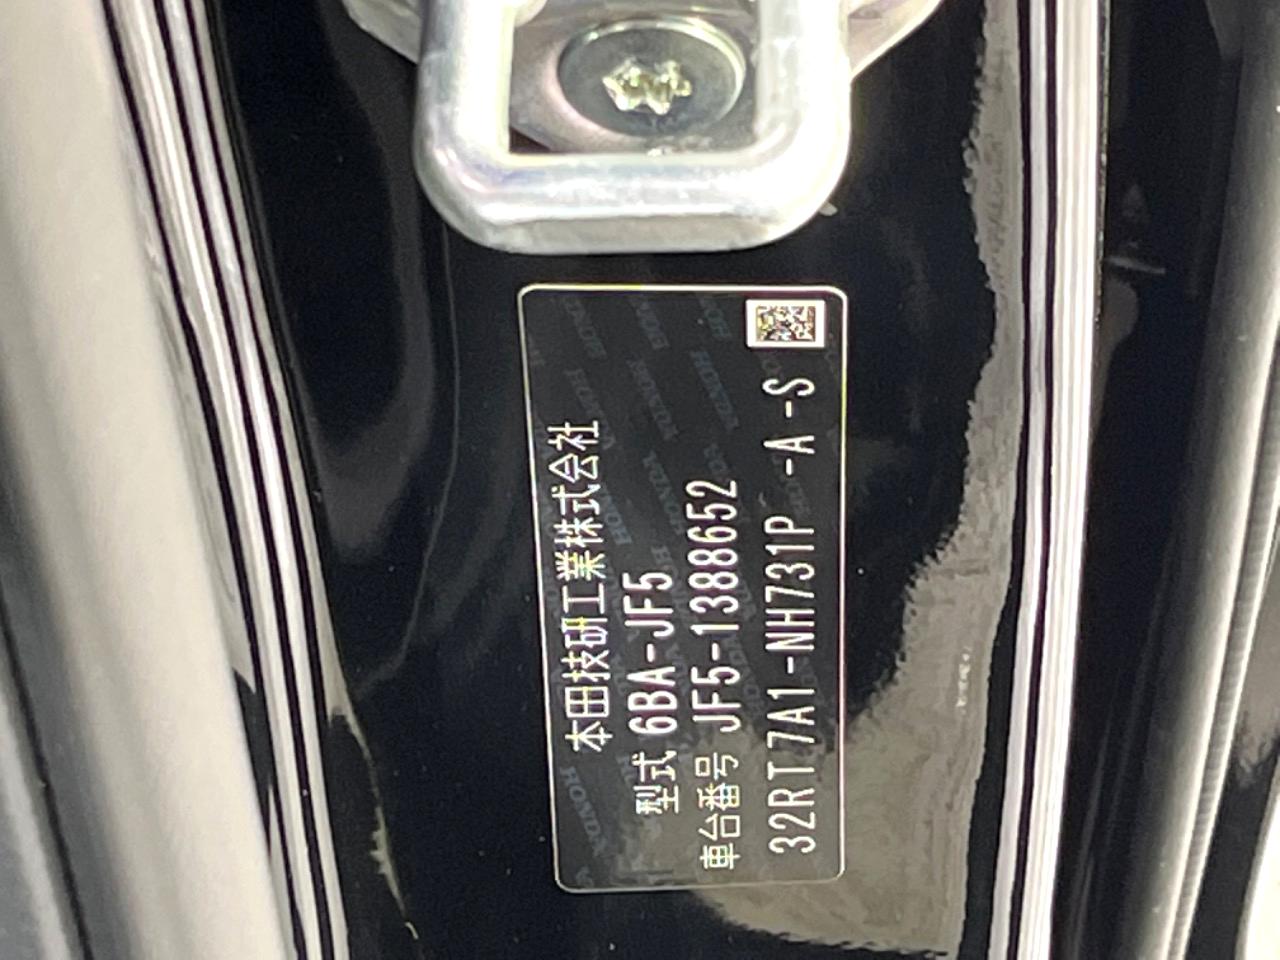 本田技研工業株式会社
型式 6BA-JF5
車台番号 JF5-1388652
32RT7A1-NH731P -A -S
HONDA